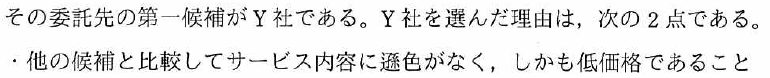 その委託先の第一候補がY社である。Y社を選んだ理由は，次の2点である。
・他の候補と比較してサービス内容に遜色がなく，しかも低価格であること